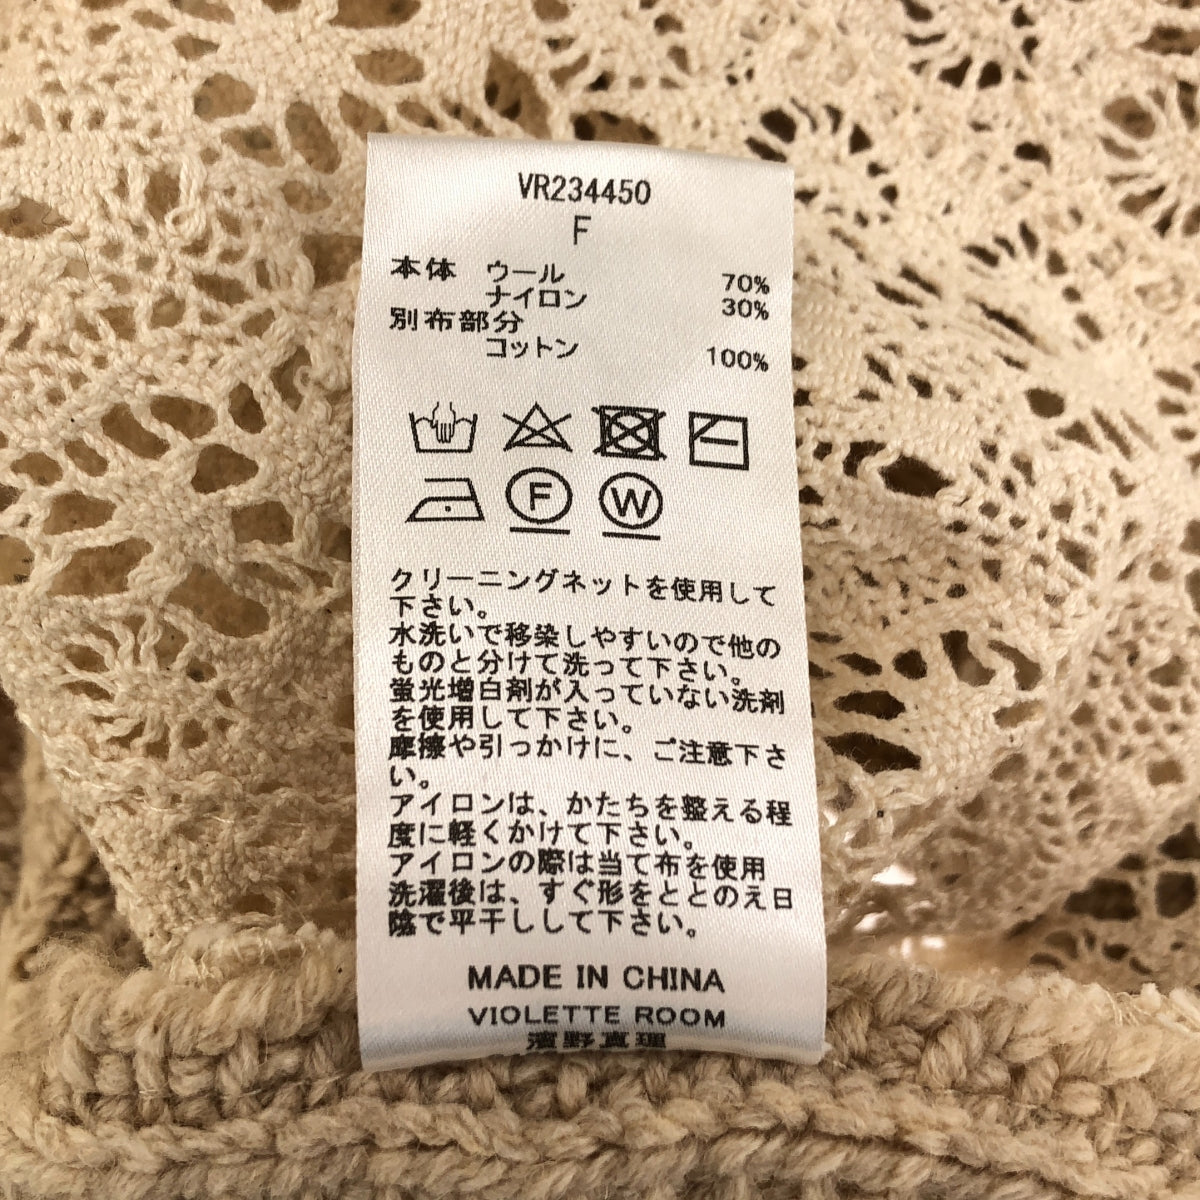 VR234450
F
本体 ウール 70%
ナイロン 30%
別布部分
コットン 100%
F W
クリーニングネットを使用して
下さい。
水洗いで移染しやすいので他の
ものと分けて洗って下さい。
蛍光増白剤が入っていない洗剤
を使用して下さい。
摩擦や引っかけに、ご注意下さ
い。
アイロンは、かたちを整える程
度に軽くかけて下さい。
アイロンの際は当て布を使用
洗濯後は、すぐ形をととのえ日
陰で平干しして下さい。
MADE IN CHINA
VIOLETTE ROOM
濱野真理